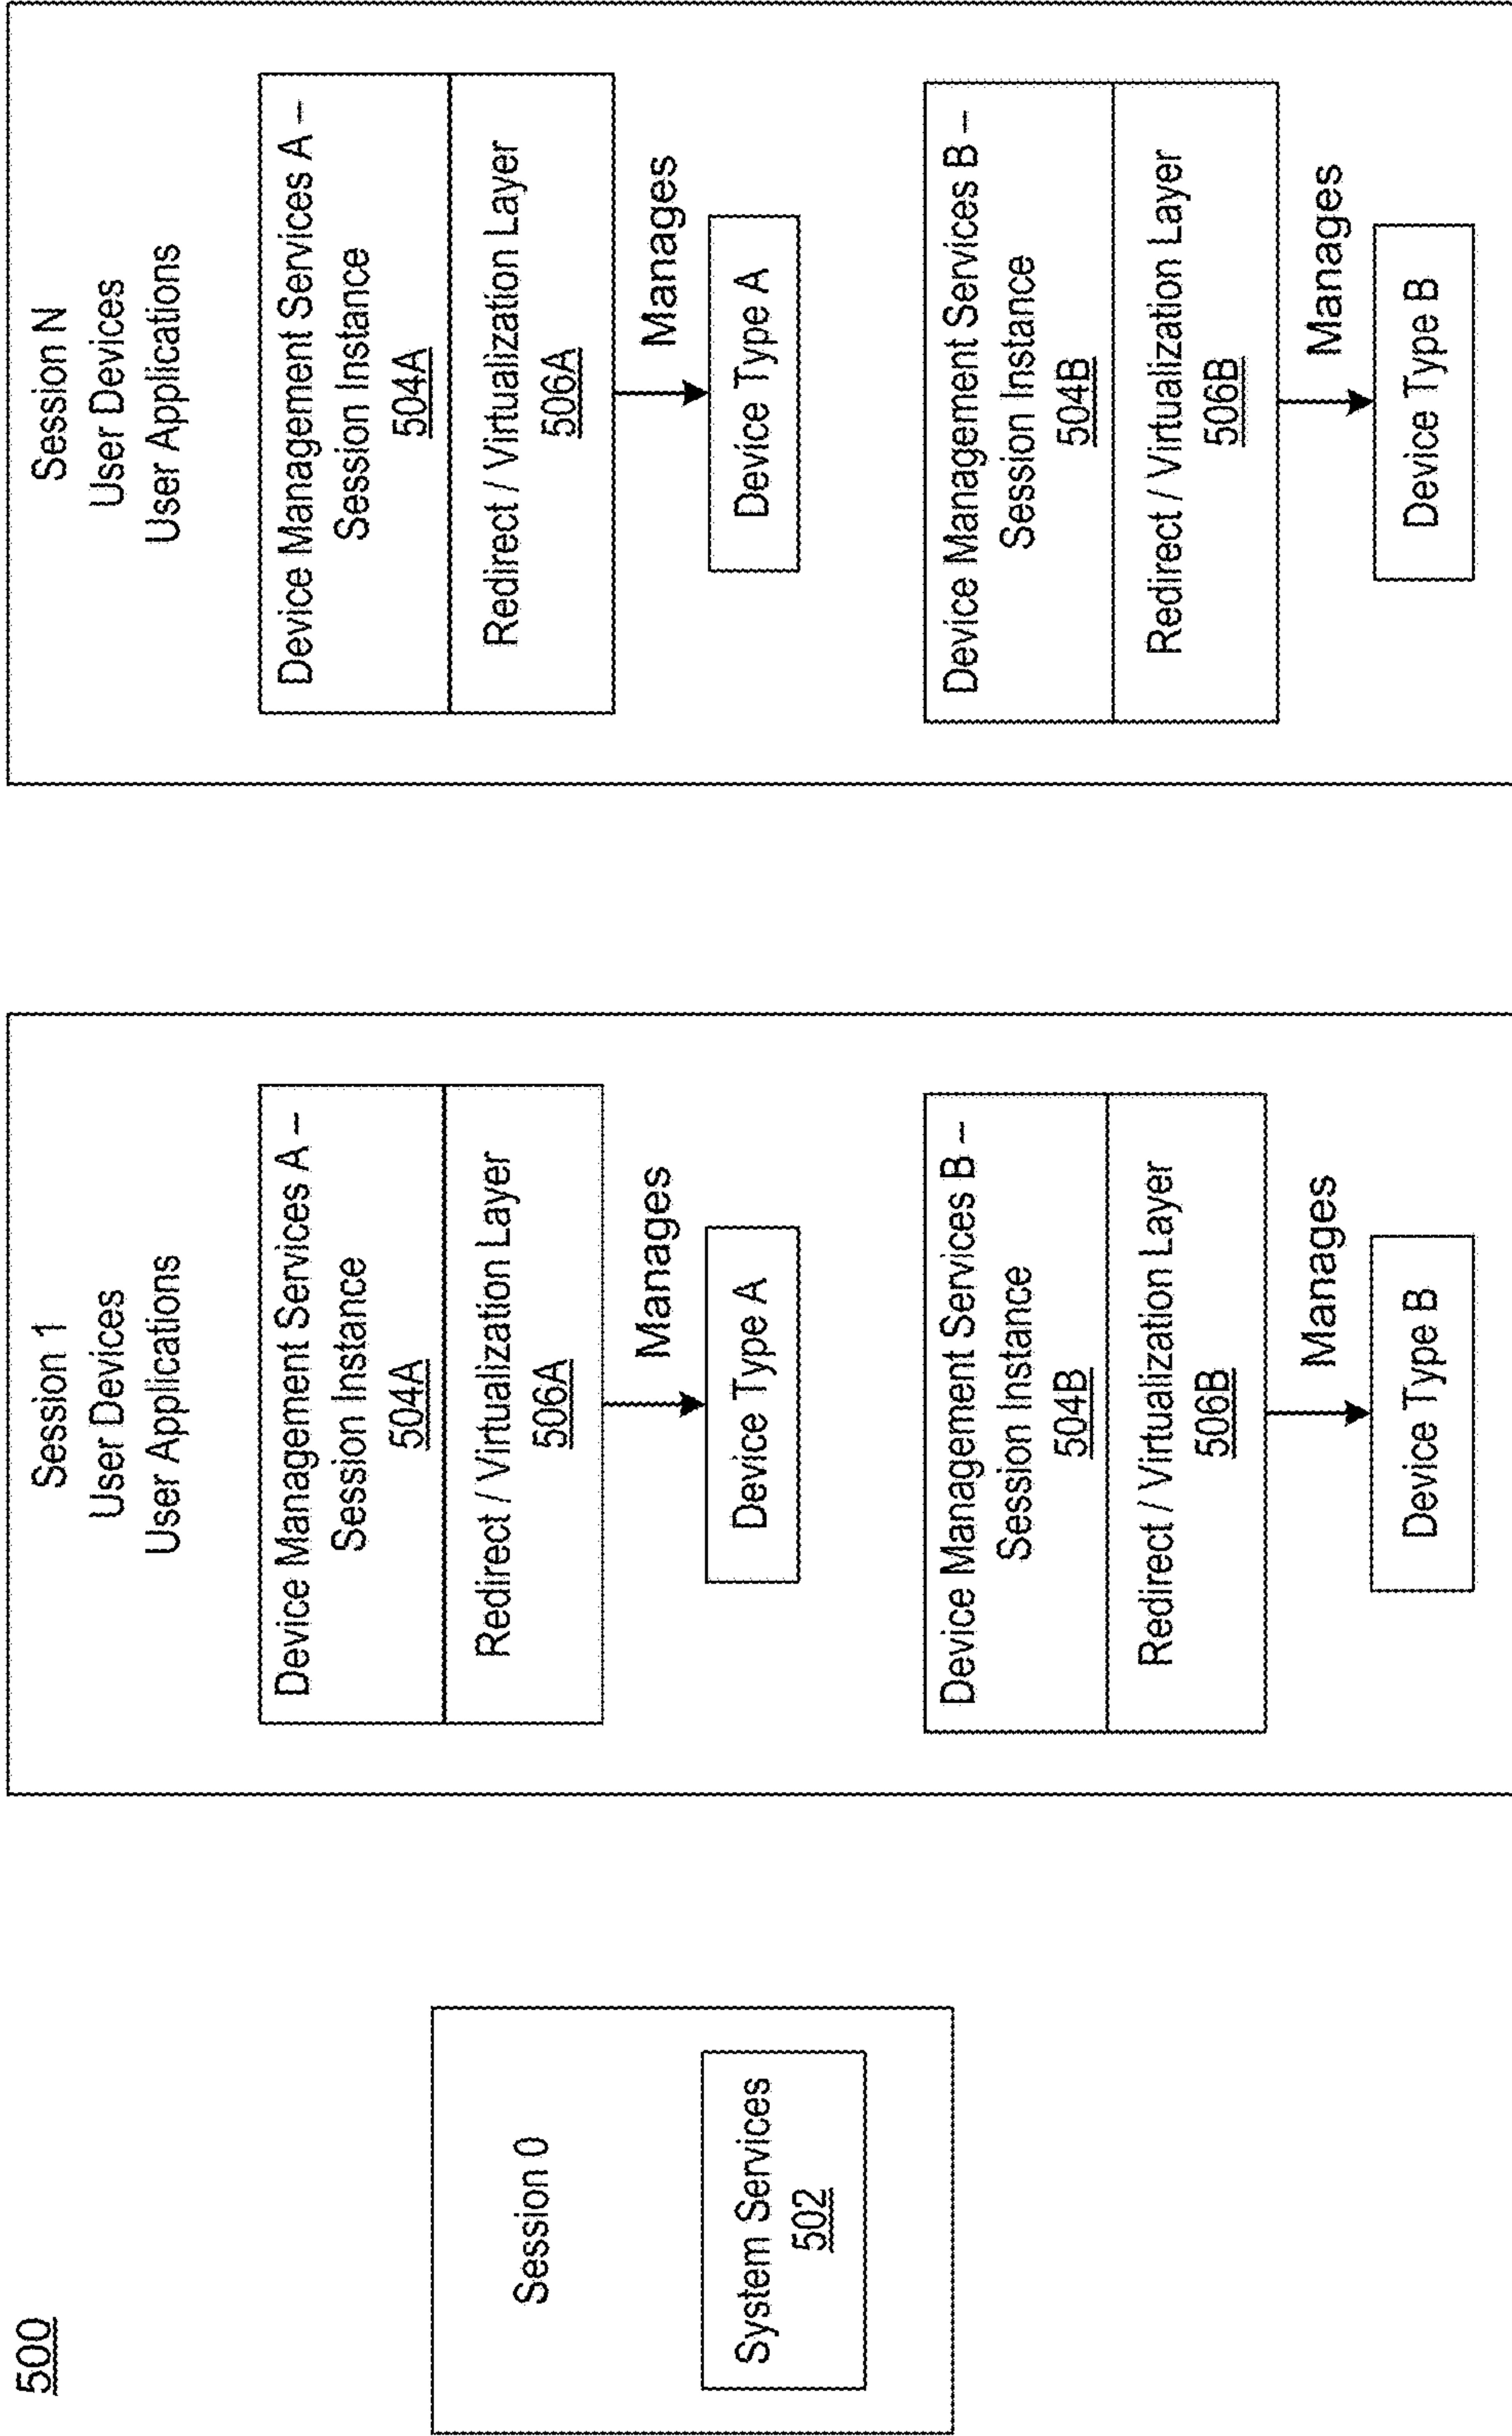 500
Session 0
System Services
502
Session 1
User Devices
User Applications
Device Management Services A –
Session Instance
504A
Redirect / Virtualization Layer
506A
Manages
Device Type A
Device Management Services B –
Session Instance
504B
Redirect / Virtualization Layer
506B
Manages
Device Type B
Session N
User Devices
User Applications
Device Management Services A –
Session Instance
504A
Redirect / Virtualization Layer
506A
Manages
Device Type A
Device Management Services B –
Session Instance
504B
Redirect / Virtualization Layer
506B
Manages
Device Type B